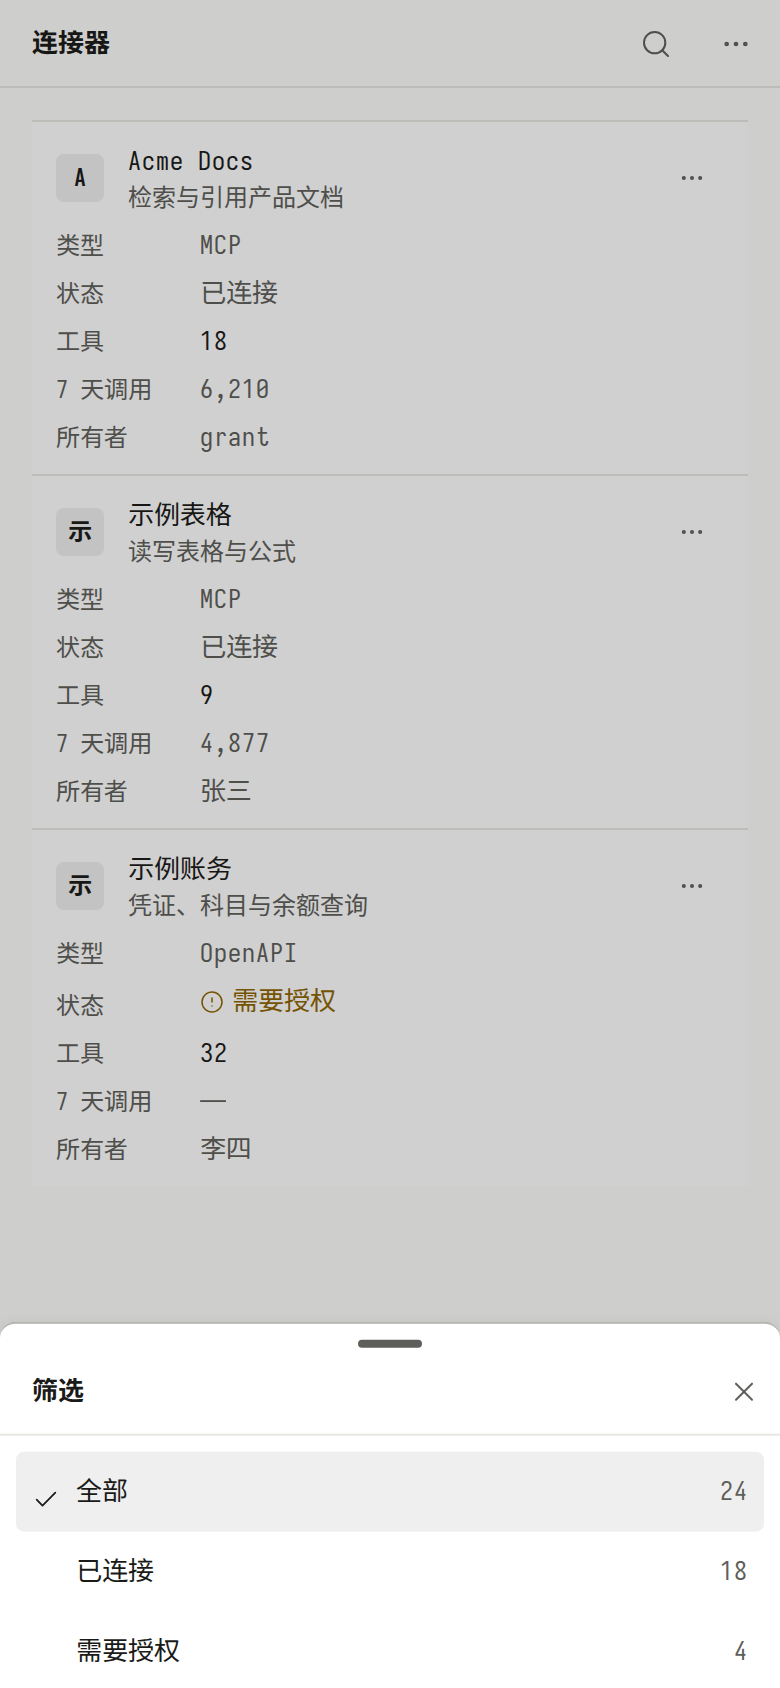 连接器
A
Acme Docs
检索与引用产品文档
类型 MCP
状态 已连接
工具 18
7 天调用 6,210
所有者 grant
示
示例表格
读写表格与公式
类型 MCP
状态 已连接
工具 9
7 天调用 4,877
所有者 张三
示
示例账务
凭证、科目与余额查询
类型 OpenAPI
状态 需要授权
工具 32
7 天调用 —
所有者 李四
筛选
全部 24
已连接 18
需要授权 4